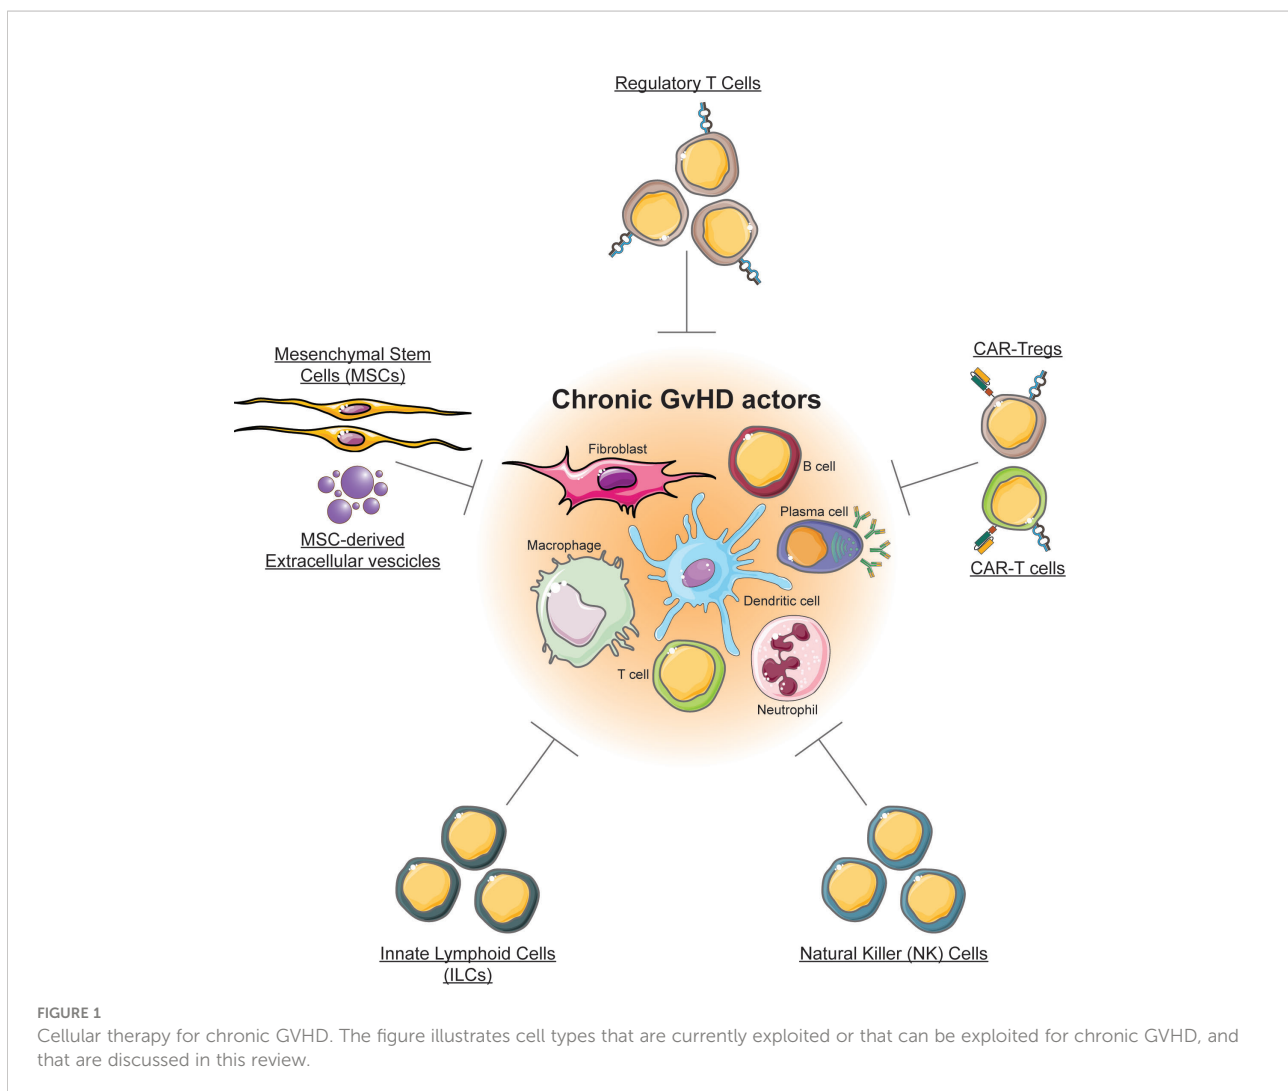 Regulatory T Cells
Mesenchymal Stem
Cells (MSCs)
CAR-Tregs
Chronic GvHD actors
Fibroblast
B cell
Plasma cell
MSC-derived
Extracellular vescicles
Macrophage
CAR-T cells
Dendritic cell
T cell
Neutrophil
Innate Lymphoid Cells
(ILCs)
Natural Killer (NK) Cells
FIGURE 1
Cellular therapy for chronic GVHD. The figure illustrates cell types that are currently exploited or that can be exploited for chronic GVHD, and
that are discussed in this review.